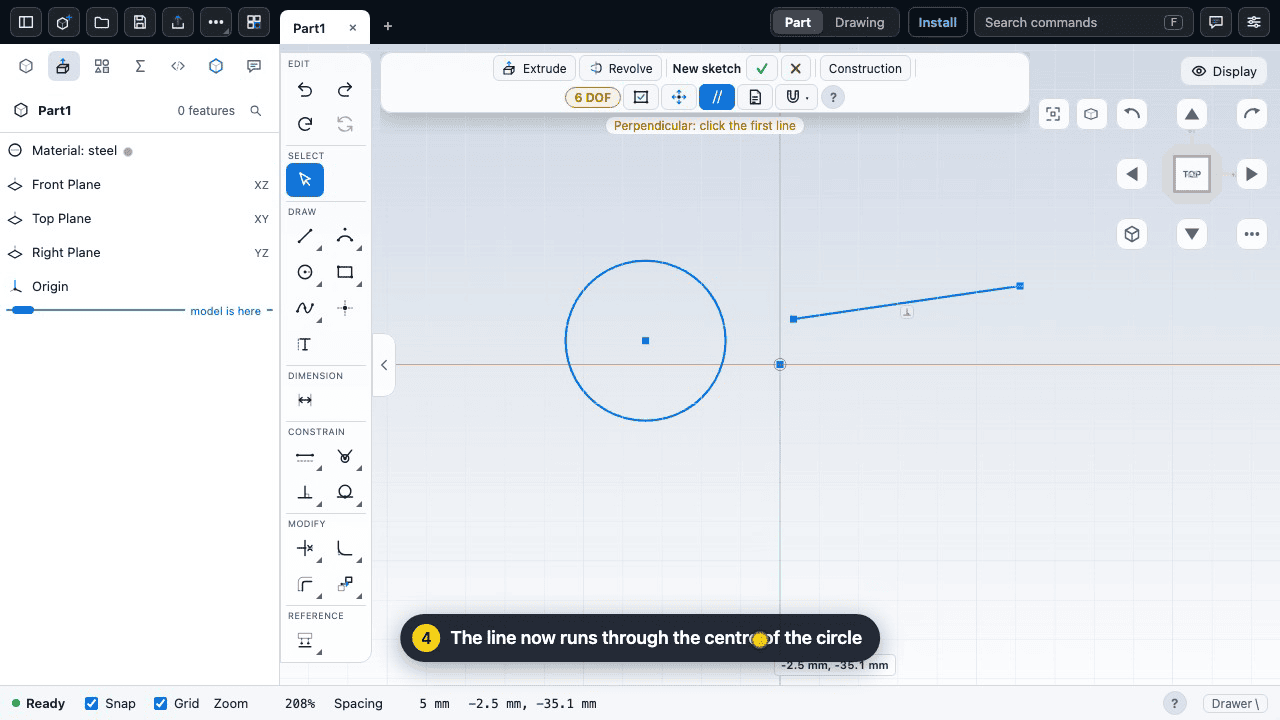 Part1
×
+
Part
Drawing
Install
Search commands
F
Part1
0 features
Material: steel
Front Plane
XZ
Top Plane
XY
Right Plane
YZ
Origin
model is here
EDIT
SELECT
DRAW
DIMENSION
CONSTRAIN
MODIFY
REFERENCE
Extrude
Revolve
New sketch
Construction
6 DOF
?
Perpendicular: click the first line
Display
TOP
4
The line now runs through the centre of the circle
-2.5 mm, -35.1 mm
Ready
Snap
Grid
Zoom
208%
Spacing
5 mm
-2.5 mm, -35.1 mm
?
Drawer \